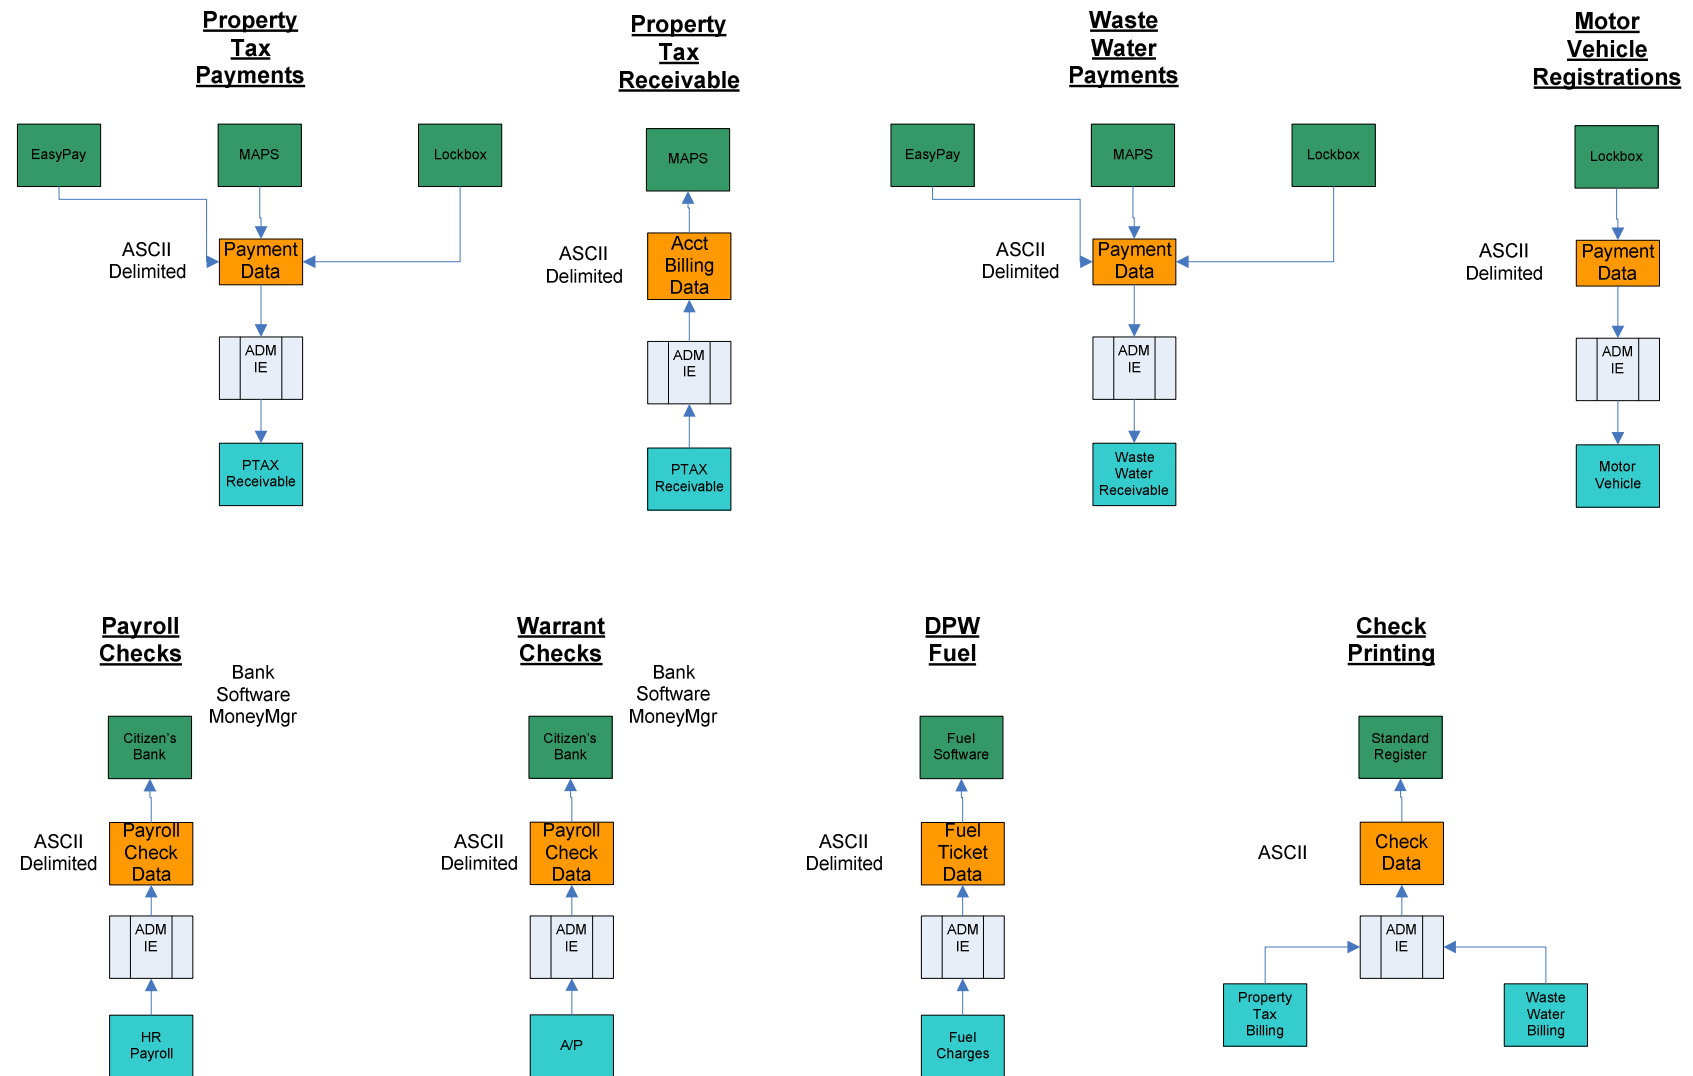 Property
Tax
Payments
Property
Tax
Receivable
Waste
Water
Payments
Motor
Vehicle
Registrations
EasyPay
MAPS
Lockbox
MAPS
EasyPay
MAPS
Lockbox
Lockbox
ASCII
Delimited
Payment
Data
ASCII
Delimited
Acct
Billing
Data
ASCII
Delimited
Payment
Data
ASCII
Delimited
Payment
Data
ADM
IE
ADM
IE
ADM
IE
ADM
IE
PTAX
Receivable
PTAX
Receivable
Waste
Water
Receivable
Motor
Vehicle
Payroll
Checks
Warrant
Checks
DPW
Fuel
Check
Printing
Bank
Software
MoneyMgr
Bank
Software
MoneyMgr
Citizen's
Bank
Citizen's
Bank
Fuel
Software
Standard
Register
ASCII
Delimited
Payroll
Check
Data
ASCII
Delimited
Payroll
Check
Data
ASCII
Delimited
Fuel
Ticket
Data
ASCII
Check
Data
ADM
IE
ADM
IE
ADM
IE
ADM
IE
HR
Payroll
A/P
Fuel
Charges
Property
Tax
Billing
Waste
Water
Billing